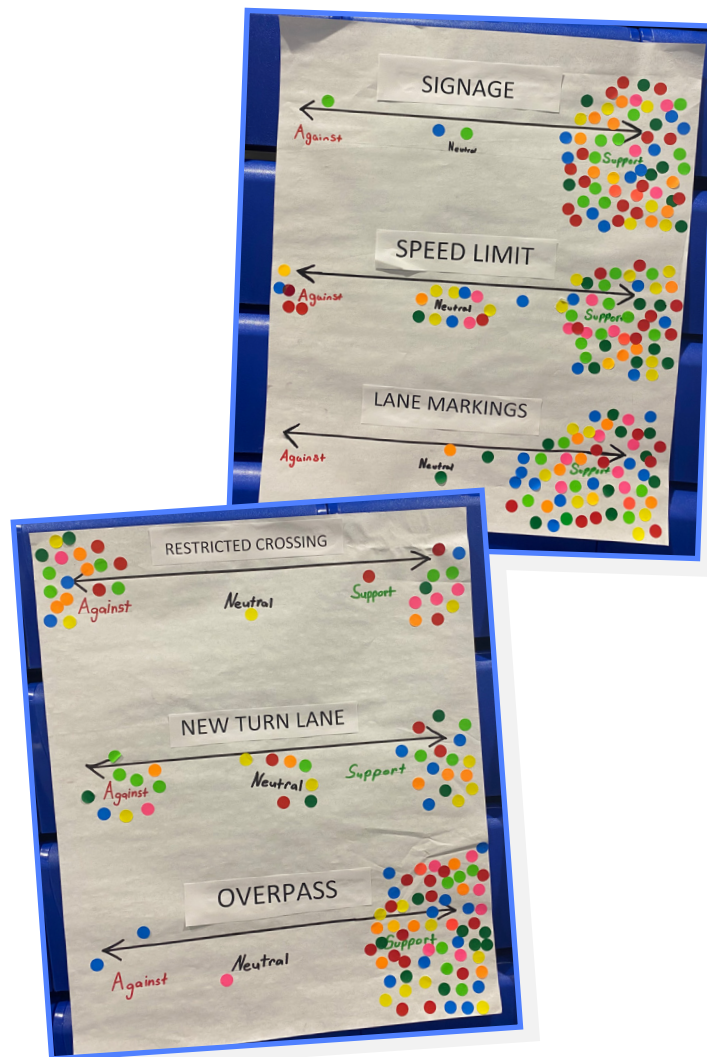 SIGNAGE
Against
Neutral
Support
SPEED LIMIT
Against
Neutral
Support
LANE MARKINGS
Against
Neutral
Support
RESTRICTED CROSSING
Against
Neutral
Support
NEW TURN LANE
Against
Neutral
Support
OVERPASS
Against
Neutral
Support